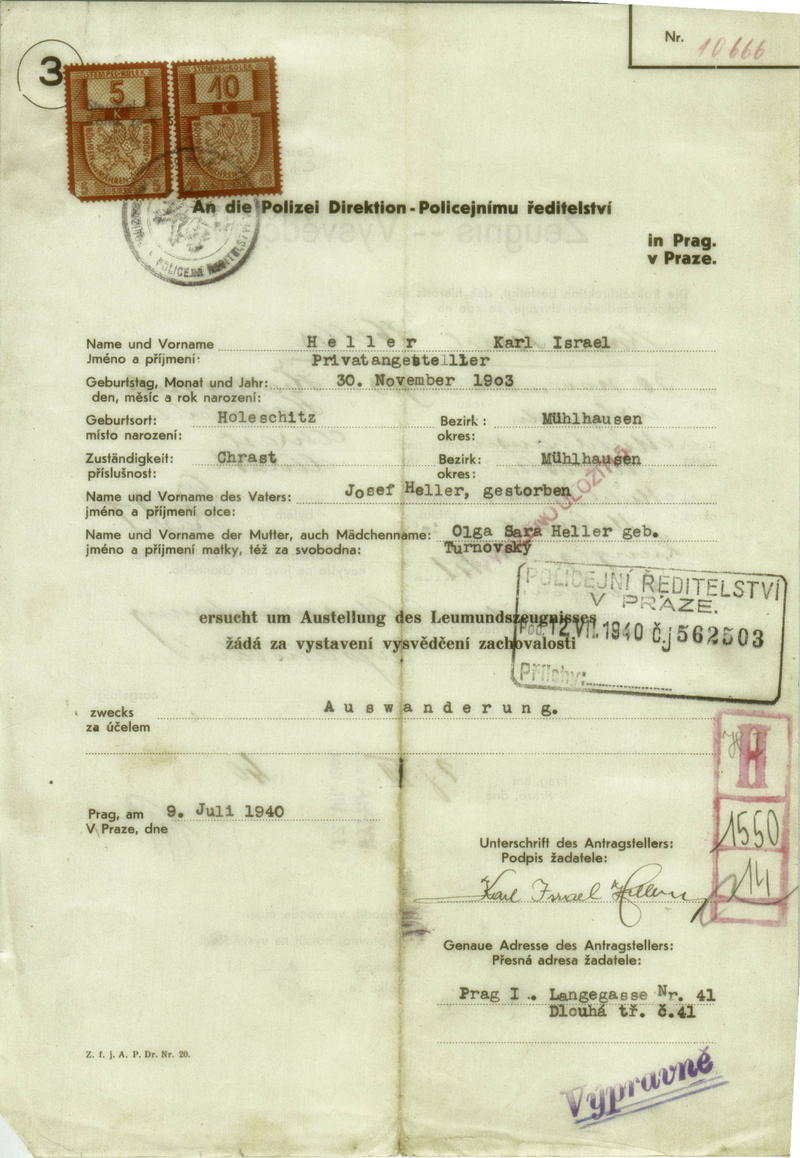 Nr. 10666
3
STEMPEL-KOLEK
5
K
STEMPEL-KOLEK
10
K
An die Polizei Direktion - Policejnímu ředitelství
in Prag.
v Praze.
Name und Vorname Heller Karl Israel
Jméno a příjmení: Privatangestellter
Geburtstag, Monat und Jahr: 30. November 1903
den, měsíc a rok narození:
Geburtsort: Holeschitz Bezirk: Mühlhausen
místo narození: okres:
Zuständigkeit: Chrast Bezirk: Mühlhausen
příslušnost: okres:
Name und Vorname des Vaters: Josef Heller, gestorben
jméno a příjmení otce:
Name und Vorname der Mutter, auch Mädchenname: Olga Sara Heller geb.
jméno a příjmení matky, též za svobodna: Turnovský
POLICEJNÍ ŘEDITELSTVÍ
V PRAZE.
12.VII.1940 čj 562503
Přílohy:
ersucht um Austellung des Leumundszeugnisses
žádá za vystavení vysvědčení zachovalosti
zwecks Auswanderung.
za účelem
Prag, am 9. Juli 1940
V Praze, dne
H
1550
14
Unterschrift des Antragstellers:
Podpis žadatele:
Karl Israel Heller
Genaue Adresse des Antragstellers:
Přesná adresa žadatele:
Prag I.. Langegasse Nr. 41
Dlouhá tř. č.41
Z. f. j. A. P. Dr. Nr. 20.
Výpravně